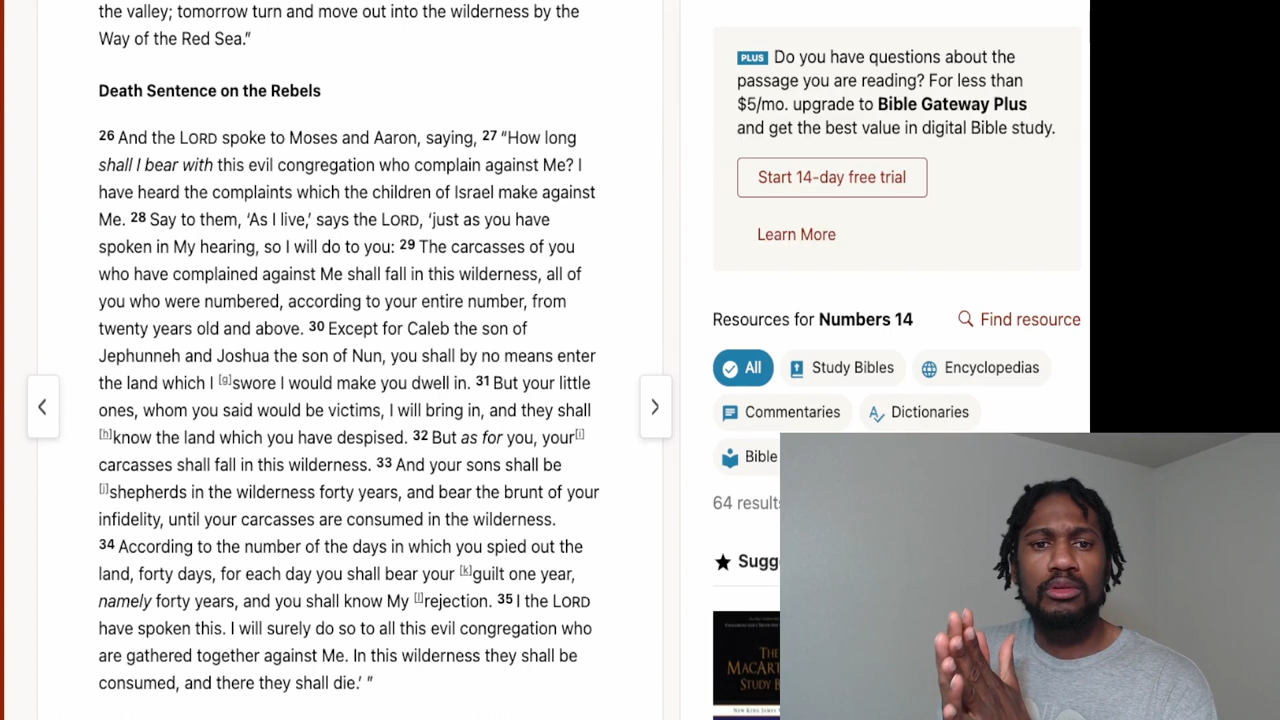 the valley; tomorrow turn and move out into the wilderness by the
Way of the Red Sea.”
Death Sentence on the Rebels
26 And the LORD spoke to Moses and Aaron, saying, 27 “How long
shall I bear with this evil congregation who complain against Me? I
have heard the complaints which the children of Israel make against
Me. 28 Say to them, ‘As I live,’ says the LORD, ‘just as you have
spoken in My hearing, so I will do to you: 29 The carcasses of you
who have complained against Me shall fall in this wilderness, all of
you who were numbered, according to your entire number, from
twenty years old and above. 30 Except for Caleb the son of
Jephunneh and Joshua the son of Nun, you shall by no means enter
the land which I [g]swore I would make you dwell in. 31 But your little
ones, whom you said would be victims, I will bring in, and they shall
[h]know the land which you have despised. 32 But as for you, your[i]
carcasses shall fall in this wilderness. 33 And your sons shall be
[j]shepherds in the wilderness forty years, and bear the brunt of your
infidelity, until your carcasses are consumed in the wilderness.
34 According to the number of the days in which you spied out the
land, forty days, for each day you shall bear your [k]guilt one year,
namely forty years, and you shall know My [l]rejection. 35 I the LORD
have spoken this. I will surely do so to all this evil congregation who
are gathered together against Me. In this wilderness they shall be
consumed, and there they shall die.’ ”
PLUS Do you have questions about the
passage you are reading? For less than
$5/mo. upgrade to Bible Gateway Plus
and get the best value in digital Bible study.
Start 14-day free trial
Learn More
Resources for Numbers 14
Find resource
All
Study Bibles
Encyclopedias
Commentaries
Dictionaries
Bible
64 results
Sugg
THE
MACART
STUDY B